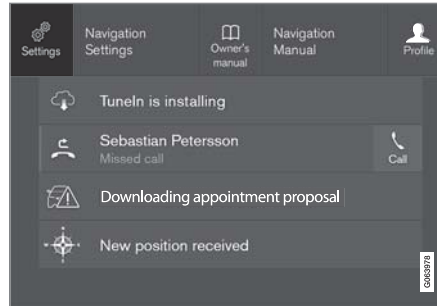 Settings
Navigation
Settings
Owner's
manual
Navigation
Manual
Profile
TuneIn is installing
Sebastian Petersson
Missed call
Call
Downloading appointment proposal
New position received
G063978